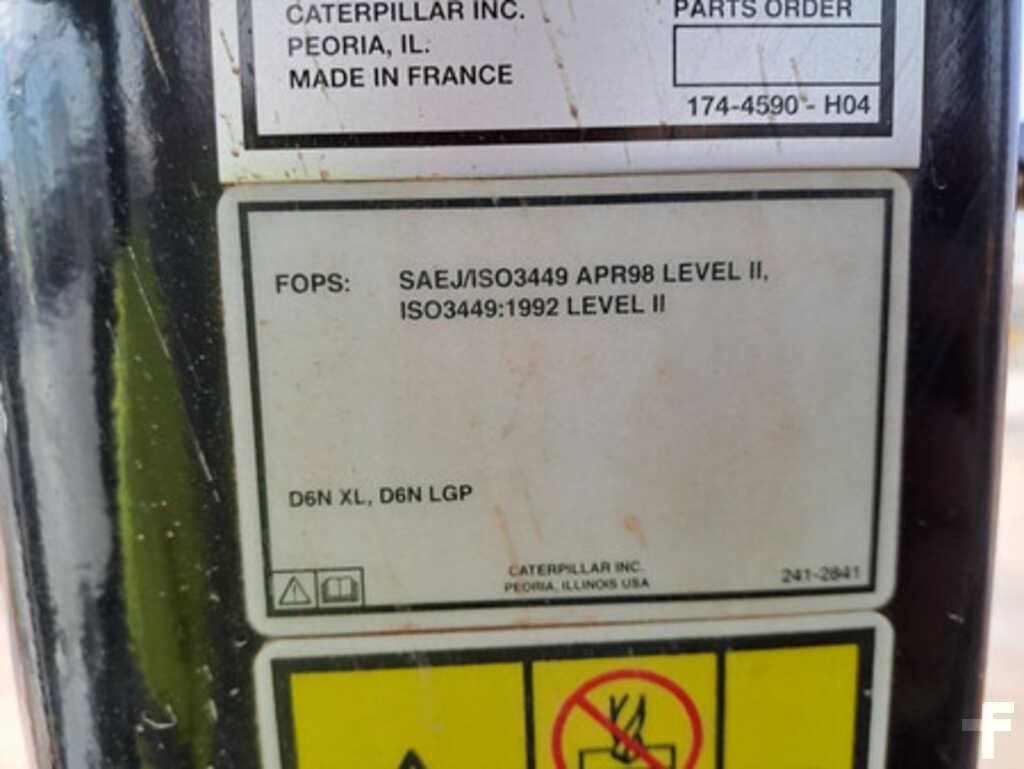 CATERPILLAR INC.
PEORIA, IL.
MADE IN FRANCE
PARTS ORDER
174-4590 - H04
FOPS: SAEJ/ISO3449 APR98 LEVEL II,
ISO3449:1992 LEVEL II
D6N XL, D6N LGP
CATERPILLAR INC.
PEORIA, ILLINOIS USA
241-2841
F